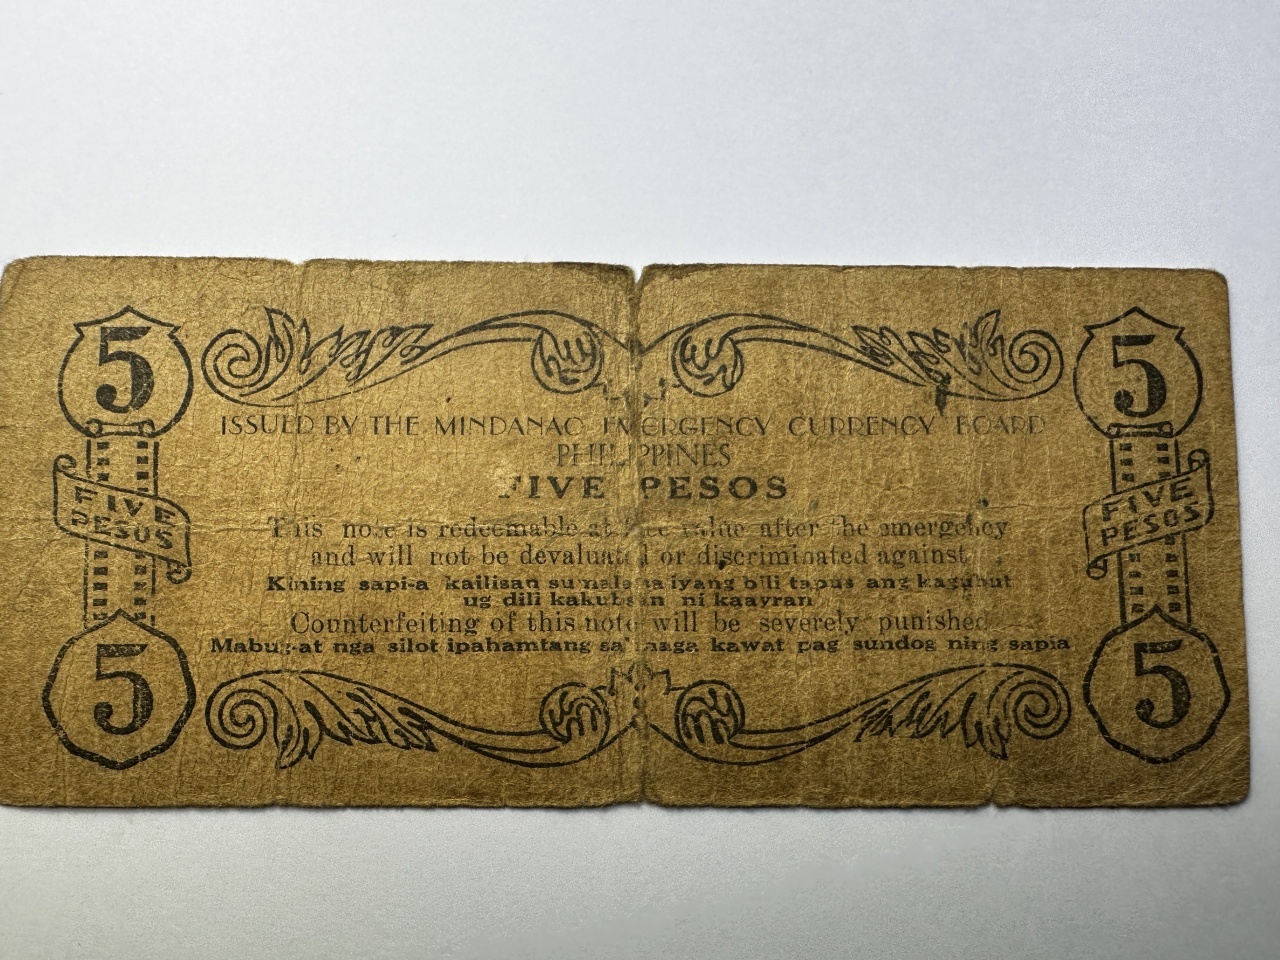 5 5
ISSUED BY THE MINDANAO EMERGENCY CURRENCY BOARD
PHILIPPINES
FIVE PESOS
FIVE PESOS
FIVE PESOS
This note is redeemable at face value after the emergency
and will not be devaluated or discriminated against
Kining sapi-a kailisan sa iyang bili tapus ang kagubut
ug dili ni kaayran
Counterfeiting of this note will be severely punished
Mabug-at nga silot ipahamtang sa maga kawat pag sundog ning sapia
5 5